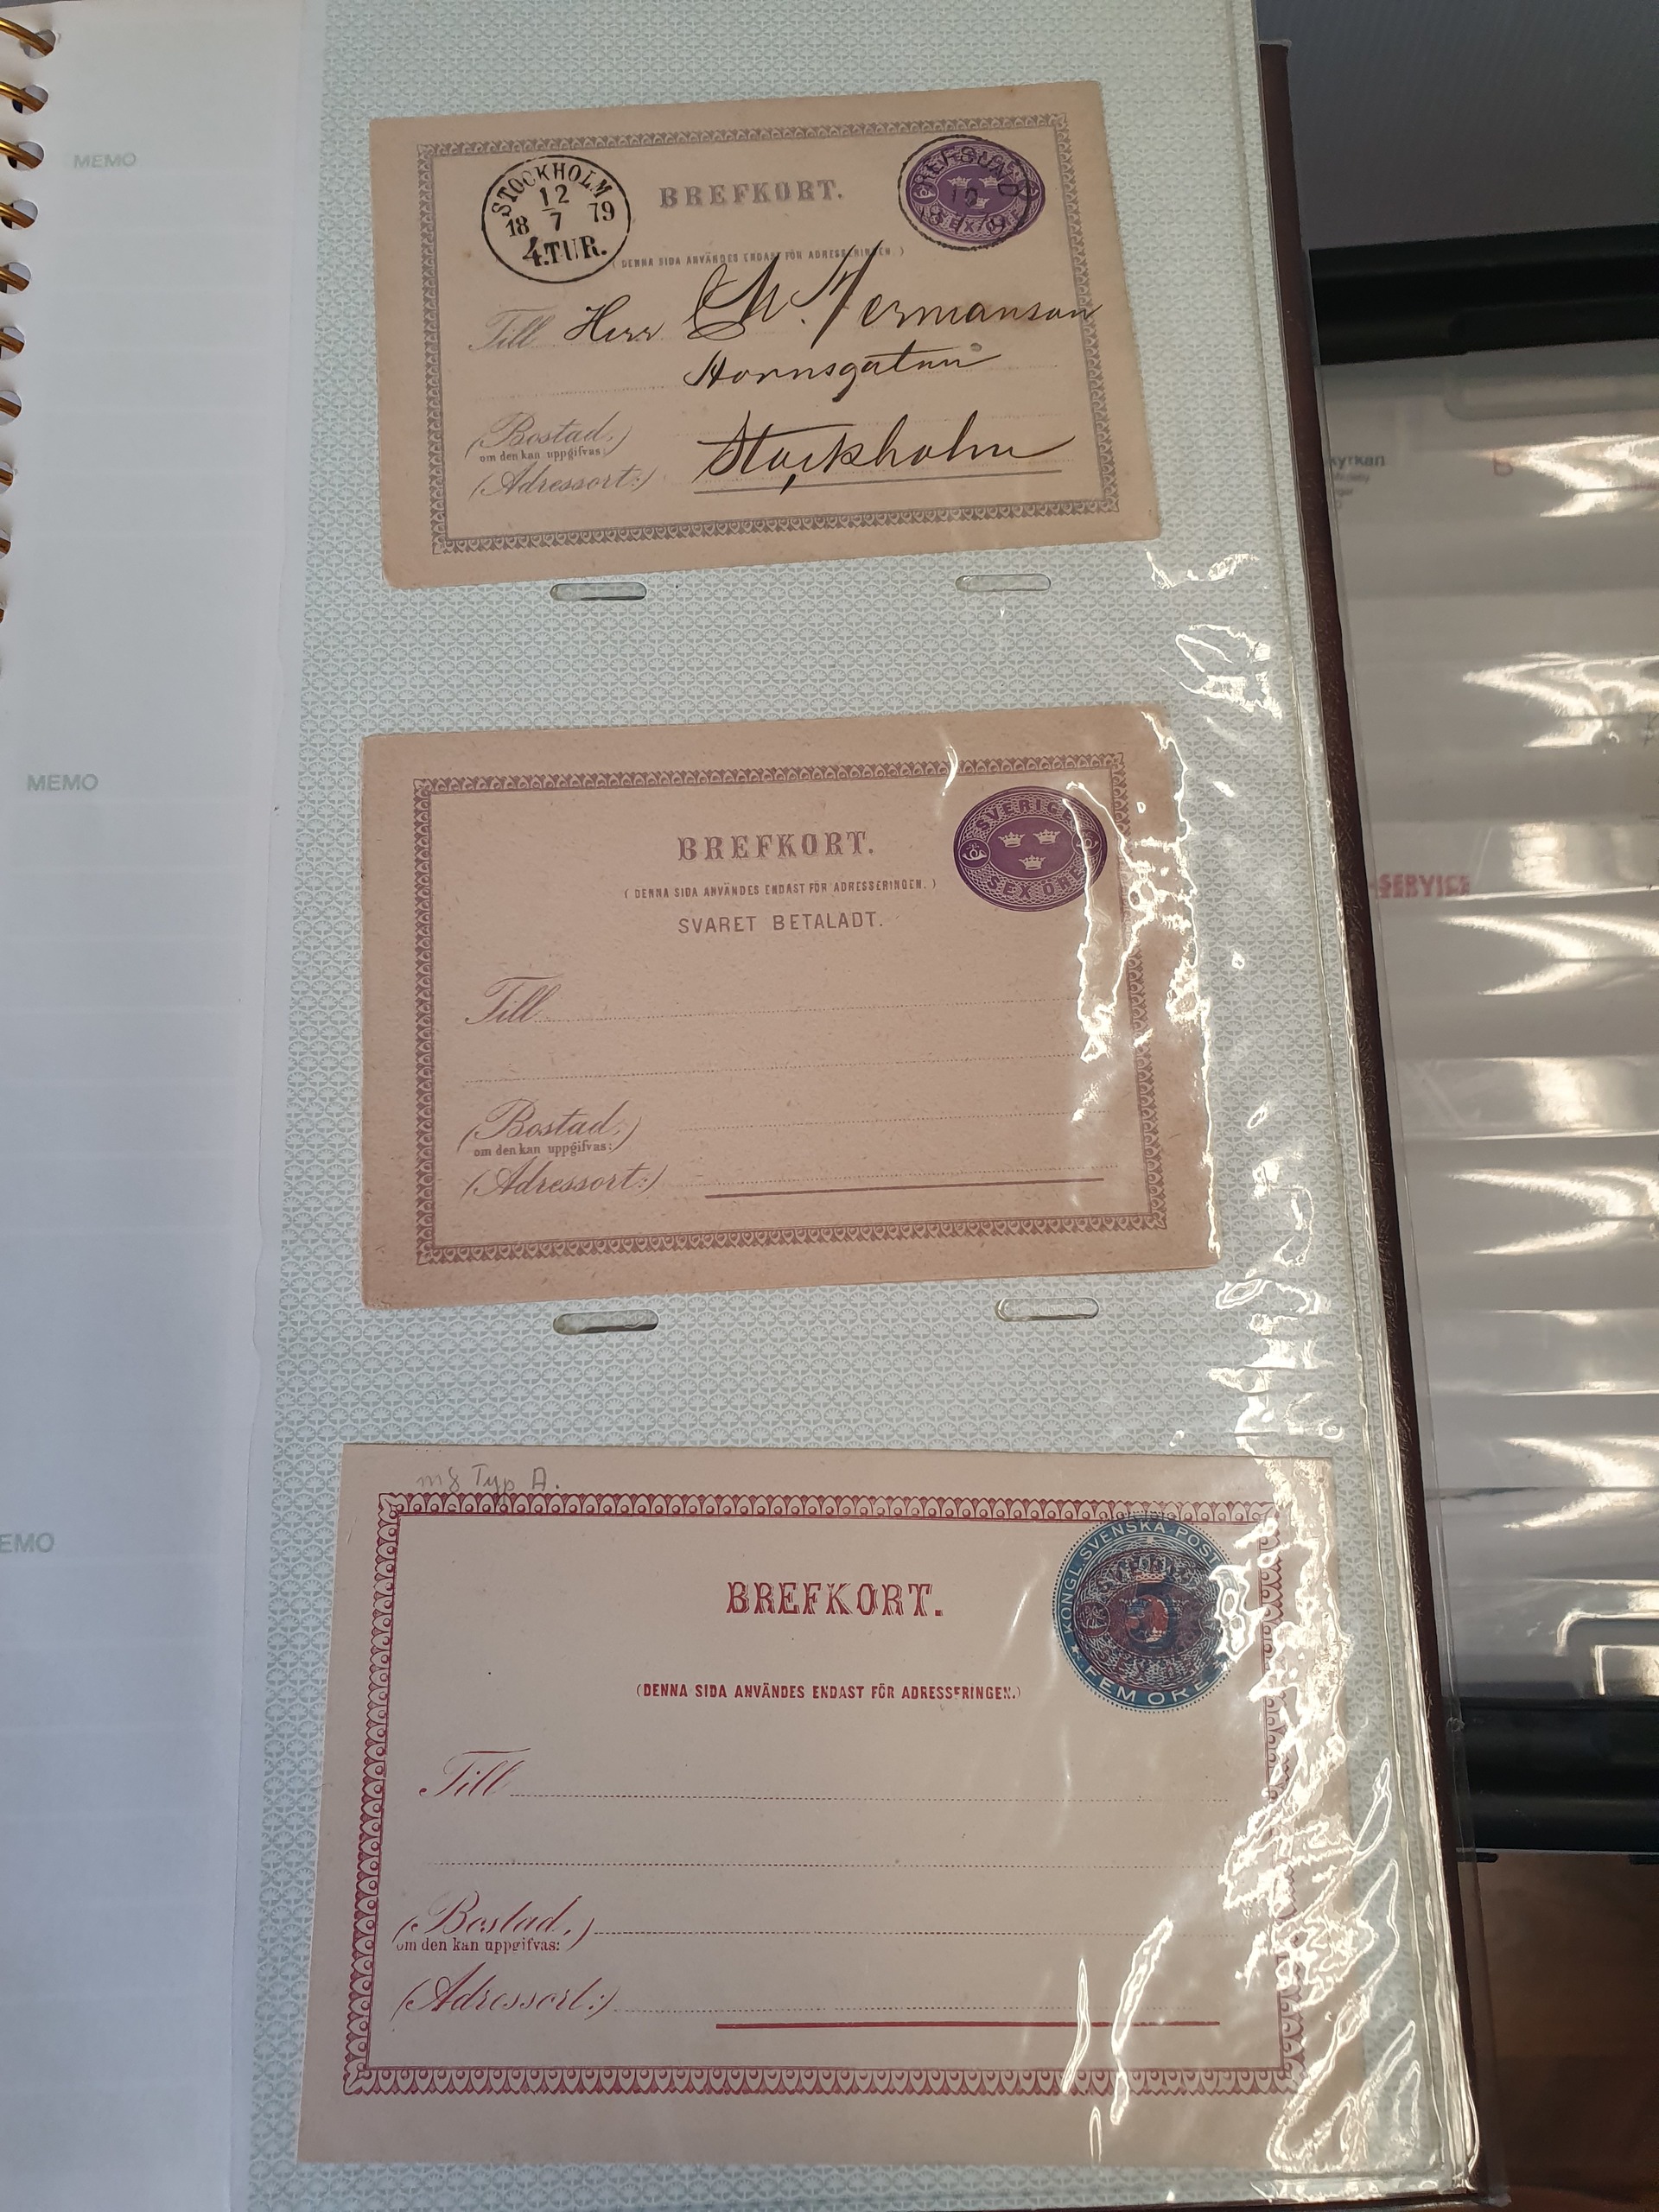 MEMO
STOCKHOLM
12
18 7 79
4.TUR.
BREFKORT.
(DENNA SIDA ANVÄNDES ENDAST FÖR ADRESSERINGEN.)
Till Herr C W. Hermanson
Hornsgatan
(Bostad,)
om den kan uppgifvas:
Stockholm
(Adressort:)
MEMO
BREFKORT.
SVERIGE
SEX ÖRE
(DENNA SIDA ANVÄNDES ENDAST FÖR ADRESSERINGEN.)
SVARET BETALADT.
Till
(Bostad,)
om den kan uppgifvas:
(Adressort:)
SERVICE
EMO
m8 Typ A.
KONGL SVENSKA POST
FEM ÖRE
BREFKORT.
(DENNA SIDA ANVÄNDES ENDAST FÖR ADRESSERINGEN.)
Till
(Bostad,)
om den kan uppgifvas:
(Adressort:)